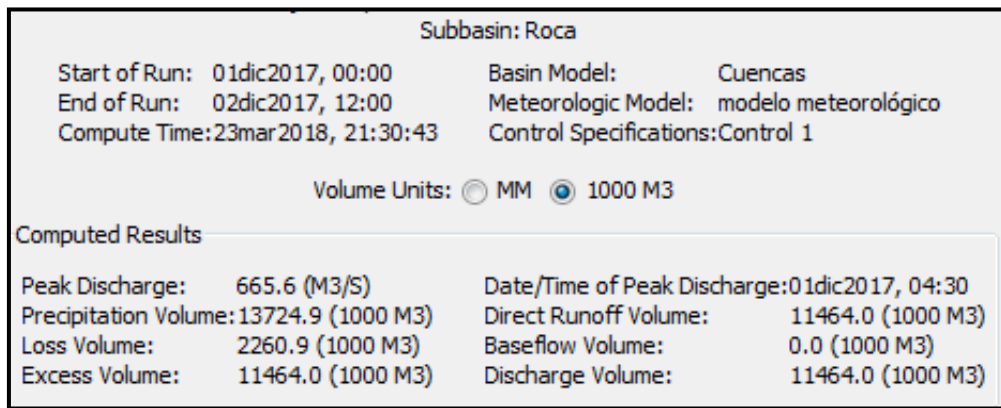 Subbasin: Roca
Start of Run: 01dic2017, 00:00 Basin Model: Cuencas
End of Run: 02dic2017, 12:00 Meteorologic Model: modelo meteorológico
Compute Time:23mar2018, 21:30:43 Control Specifications:Control 1
Volume Units: MM 1000 M3
Computed Results
Peak Discharge: 665.6 (M3/S) Date/Time of Peak Discharge:01dic2017, 04:30
Precipitation Volume:13724.9 (1000 M3) Direct Runoff Volume: 11464.0 (1000 M3)
Loss Volume: 2260.9 (1000 M3) Baseflow Volume: 0.0 (1000 M3)
Excess Volume: 11464.0 (1000 M3) Discharge Volume: 11464.0 (1000 M3)